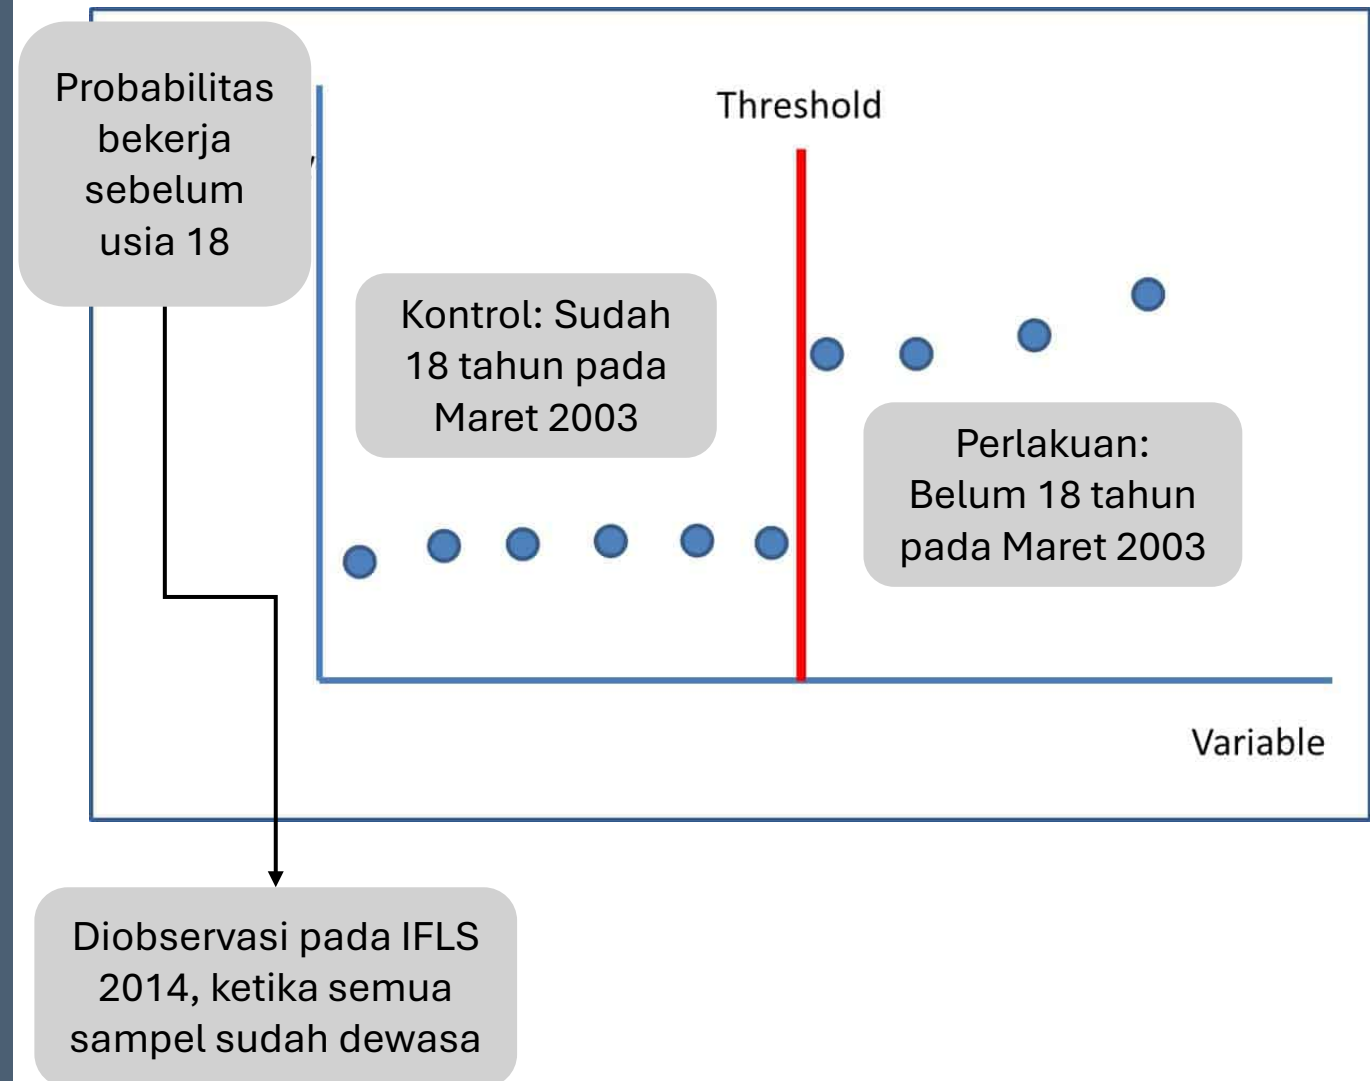 Probabilitas
bekerja
sebelum
usia 18
Threshold
Kontrol: Sudah
18 tahun pada
Maret 2003
Perlakuan:
Belum 18 tahun
pada Maret 2003
Variable
Diobservasi pada IFLS
2014, ketika semua
sampel sudah dewasa